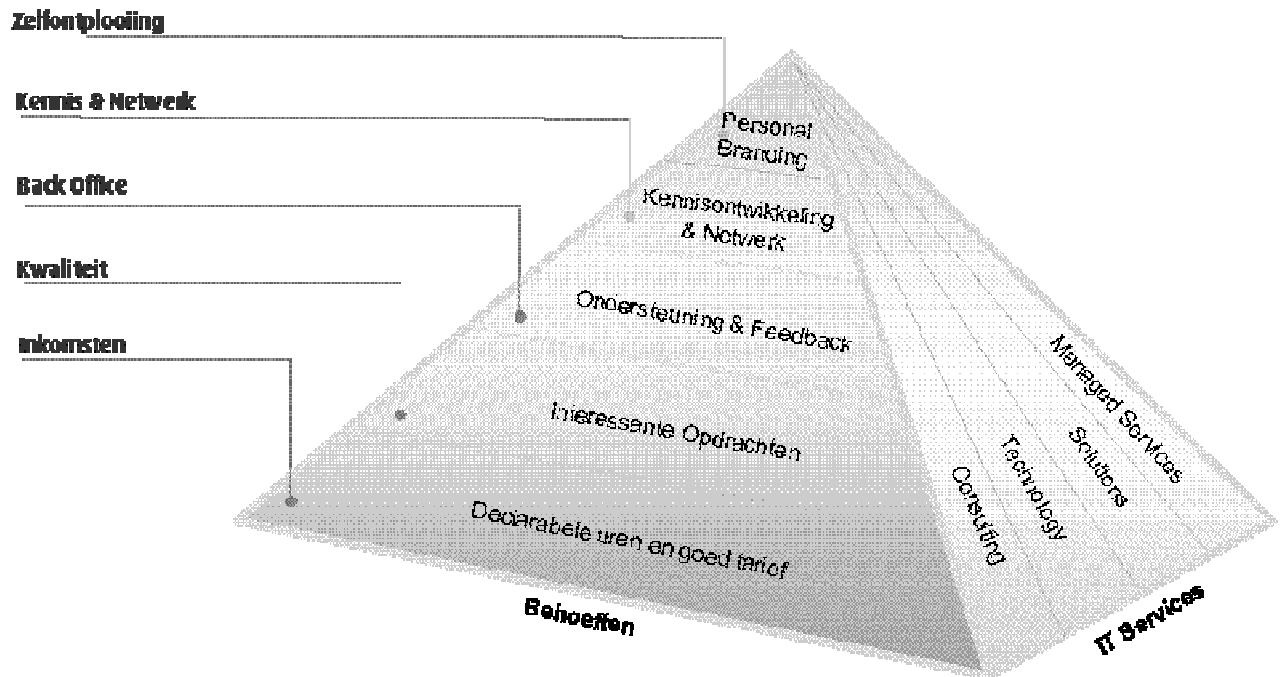 Zelfontplooiing
Kennis & Netwerk
Back Office
Kwaliteit
Inkomsten
Personal
Branding
Kennisontwikkeling
& Netwerk
Ondersteuning & Feedback
Interessante Opdrachten
Declarabele uren en goed tarief
Behoeften
Consulting
Technology
Solutions
Managed Services
IT Services